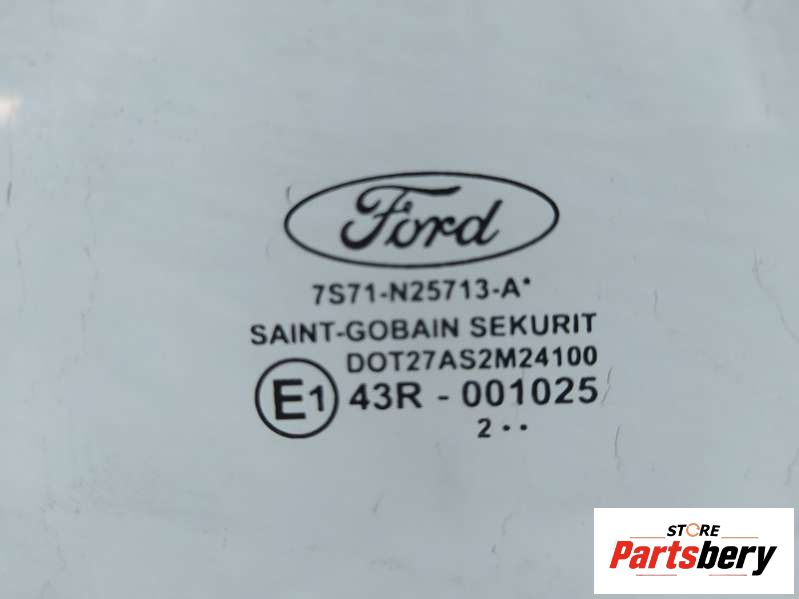 Ford
7S71-N25713-A*
SAINT-GOBAIN SEKURIT
DOT27AS2M24100
E1 43R - 001025
2 • •
STORE
Partsbery